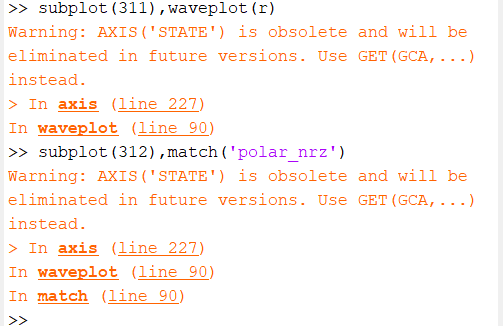 >> subplot(311),waveplot(r)
Warning: AXIS('STATE') is obsolete and will be
eliminated in future versions. Use GET(GCA,...)
instead.
> In axis (line 227)
In waveplot (line 90)
>> subplot(312),match('polar_nrz')
Warning: AXIS('STATE') is obsolete and will be
eliminated in future versions. Use GET(GCA,...)
instead.
> In axis (line 227)
In waveplot (line 90)
In match (line 90)
>>